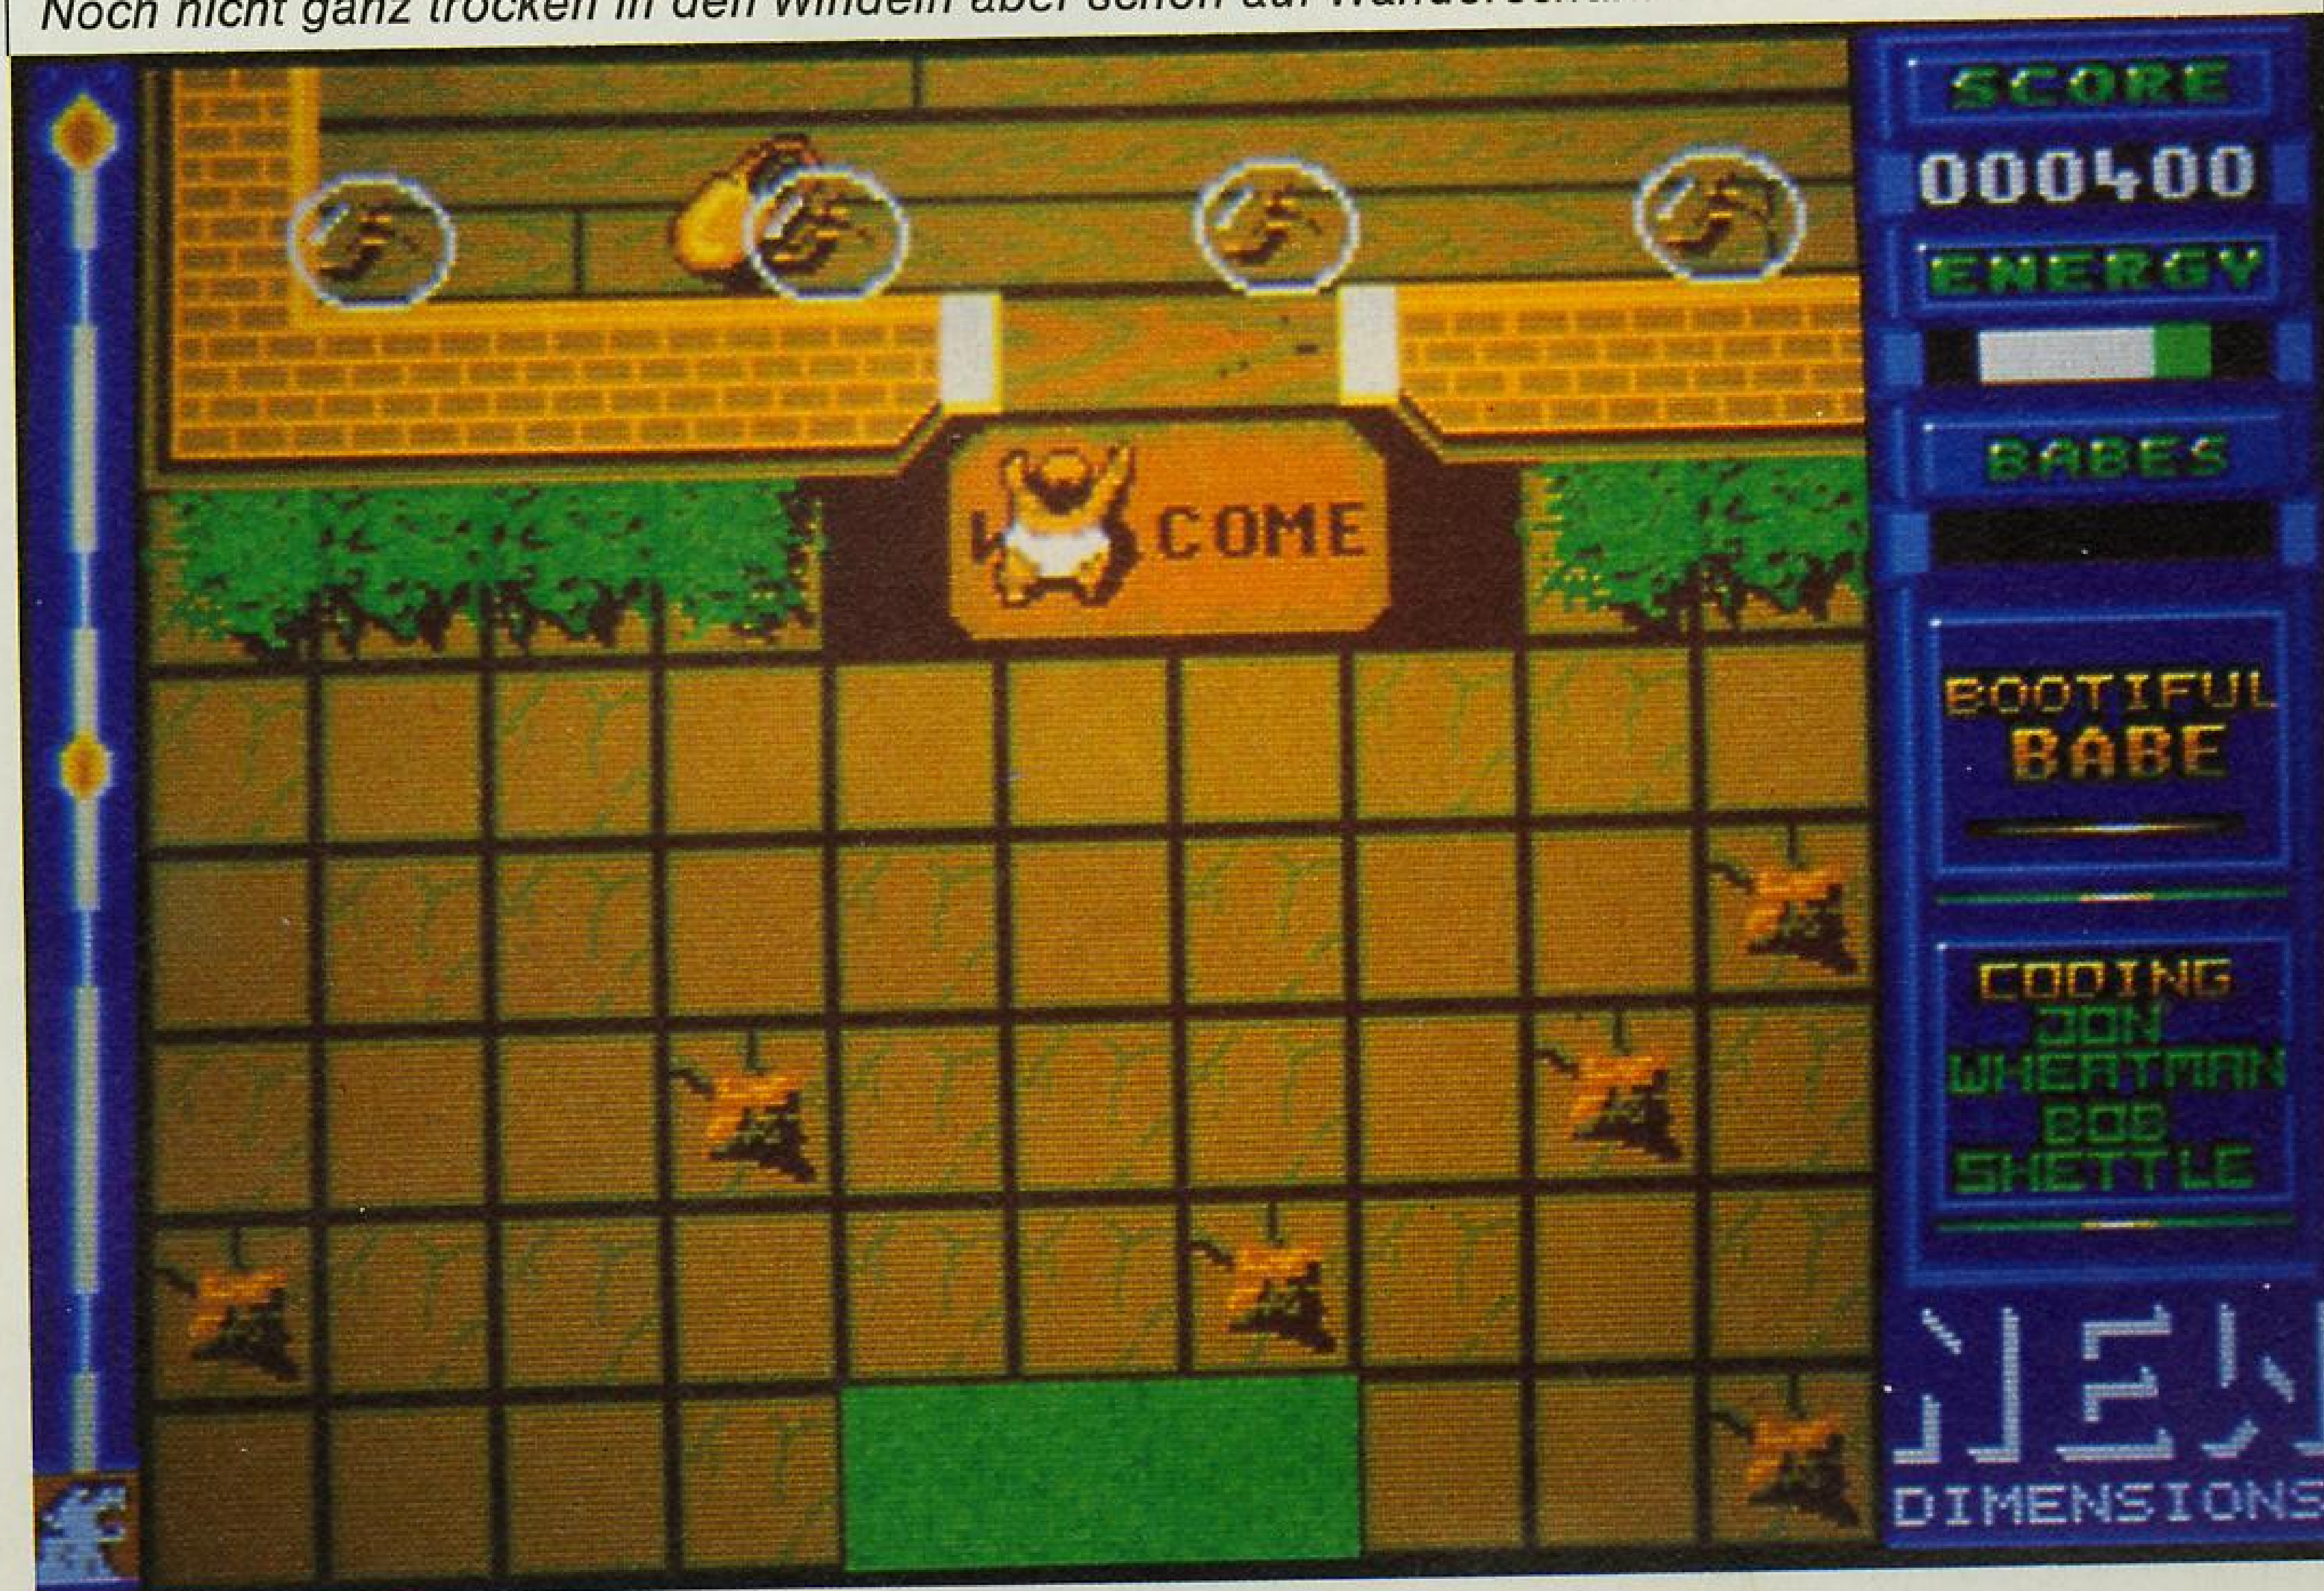 Noch nicht ganz trocken in den Windeln aber schon auf
SCORE
000400
ENERGY
BABES
COME
BOOTIFUL
BABE
CODING
JON
WHEATMAN
BOB
SHETTLE
NEW
DIMENSIONS